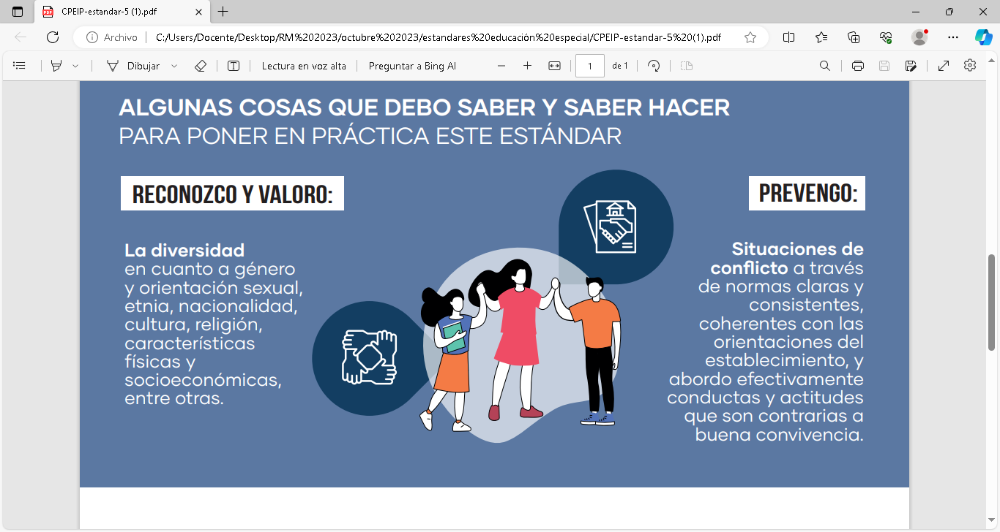 CPEIP-estandar-5 (1).pdf
Archivo
C:/Users/Docente/Desktop/RM%202023/octubre%202023/estandares%20educación%20especial/CPEIP-estandar-5%20(1).pdf
Dibujar
Lectura en voz alta
Preguntar a Bing AI
1
de 1
ALGUNAS COSAS QUE DEBO SABER Y SABER HACER
PARA PONER EN PRÁCTICA ESTE ESTÁNDAR
RECONOZCO Y VALORO:
La diversidad
en cuanto a género
y orientación sexual,
etnia, nacionalidad,
cultura, religión,
características
físicas y
socioeconómicas,
entre otras.
PREVENGO:
Situaciones de
conflicto a través
de normas claras y
consistentes,
coherentes con las
orientaciones del
establecimiento, y
abordo efectivamente
conductas y actitudes
que son contrarias a
buena convivencia.